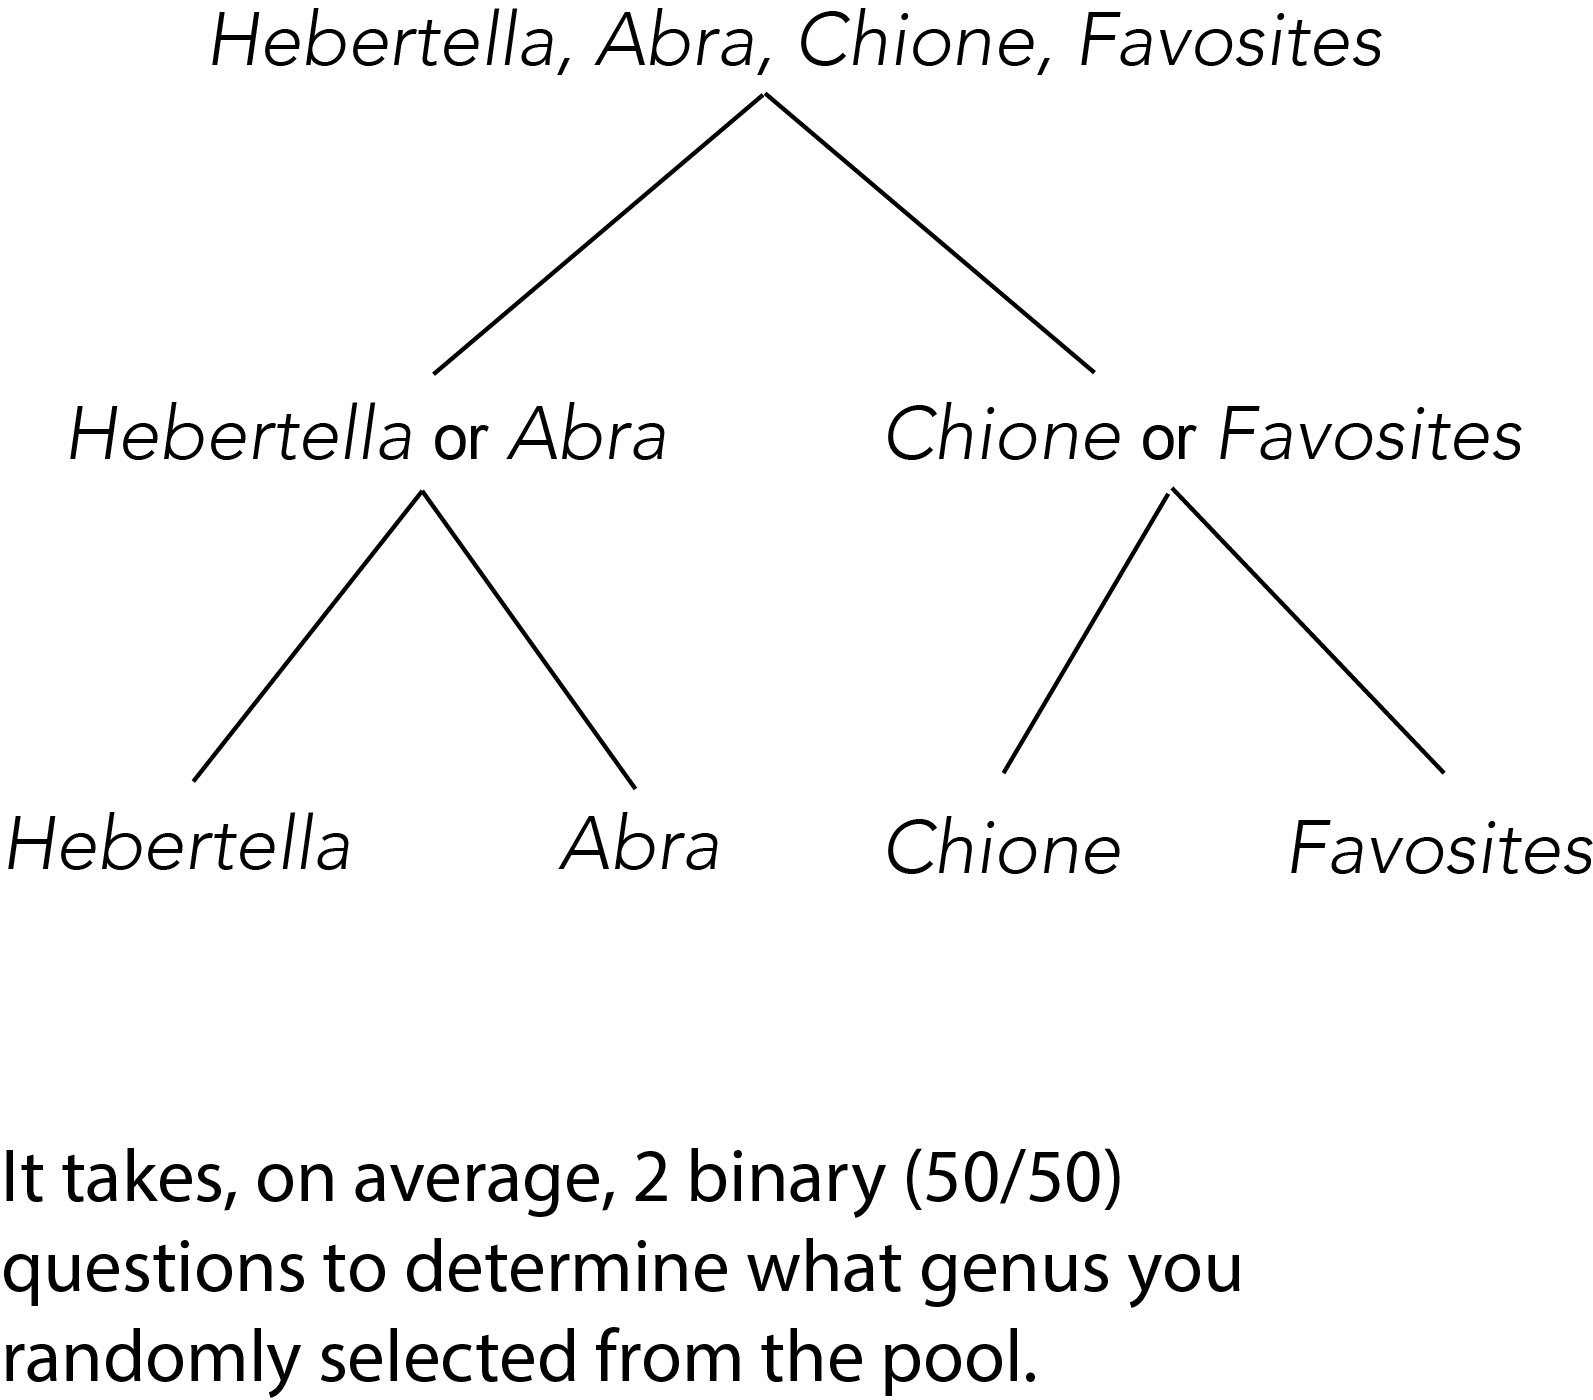 Hebertella, Abra, Chione, Favosites
Hebertella or Abra
Chione or Favosites
Hebertella
Abra
Chione
Favosites
It takes, on average, 2 binary (50/50)
questions to determine what genus you
randomly selected from the pool.